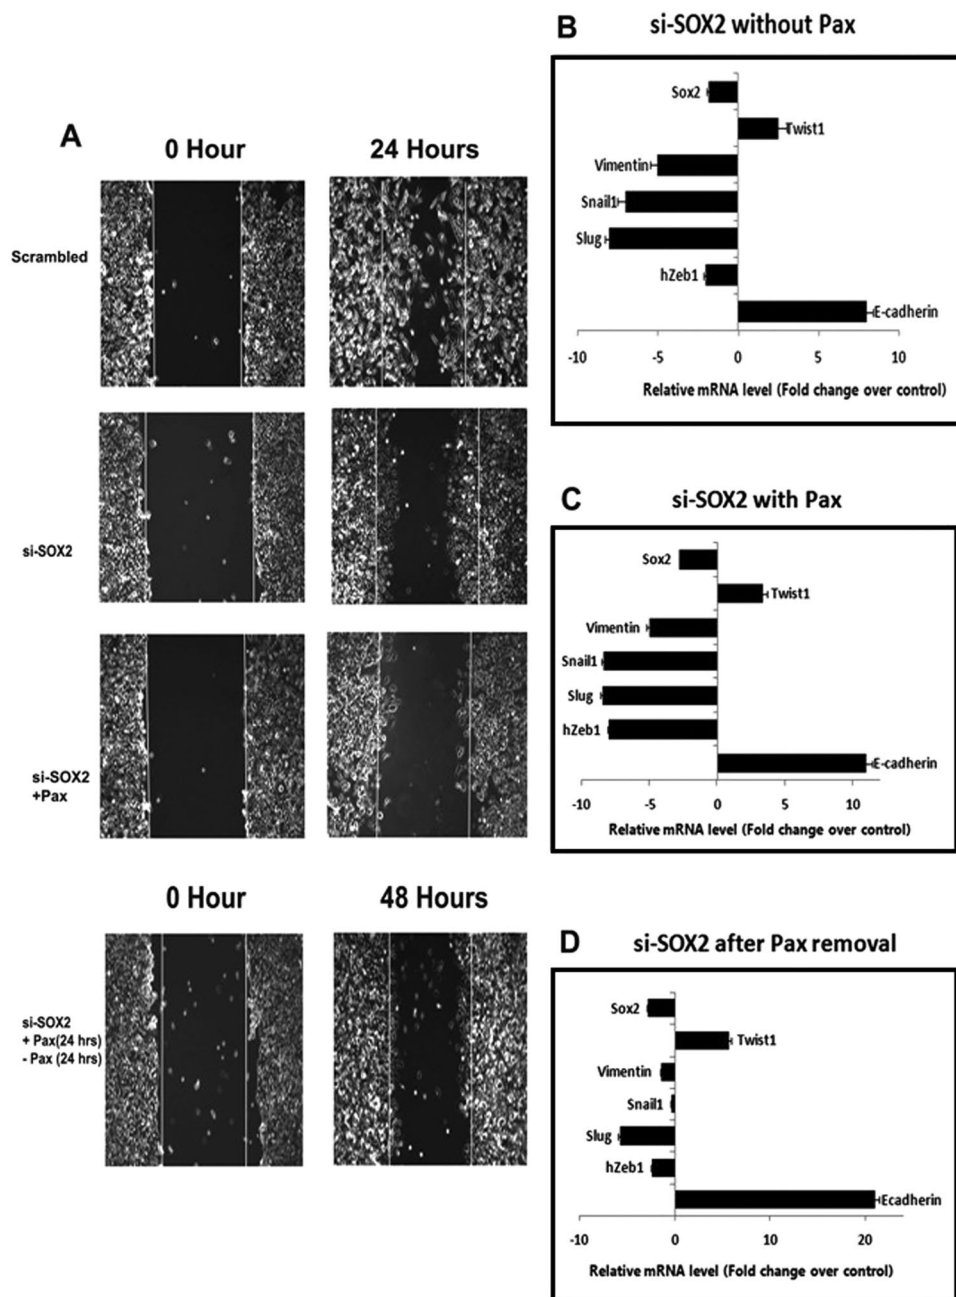 A
0 Hour
24 Hours
Scrambled
si-SOX2
si-SOX2
+Pax
0 Hour
48 Hours
si-SOX2
+ Pax(24 hrs)
- Pax (24 hrs)
B
si-SOX2 without Pax
Sox2
Twist1
Vimentin
Snail1
Slug
hZeb1
E-cadherin
-10 -5 0 5 10
Relative mRNA level (Fold change over control)
C
si-SOX2 with Pax
Sox2
Twist1
Vimentin
Snail1
Slug
hZeb1
E-cadherin
-10 -5 0 5 10
Relative mRNA level (Fold change over control)
D
si-SOX2 after Pax removal
Sox2
Twist1
Vimentin
Snail1
Slug
hZeb1
Ecadherin
-10 0 10 20
Relative mRNA level (Fold change over control)